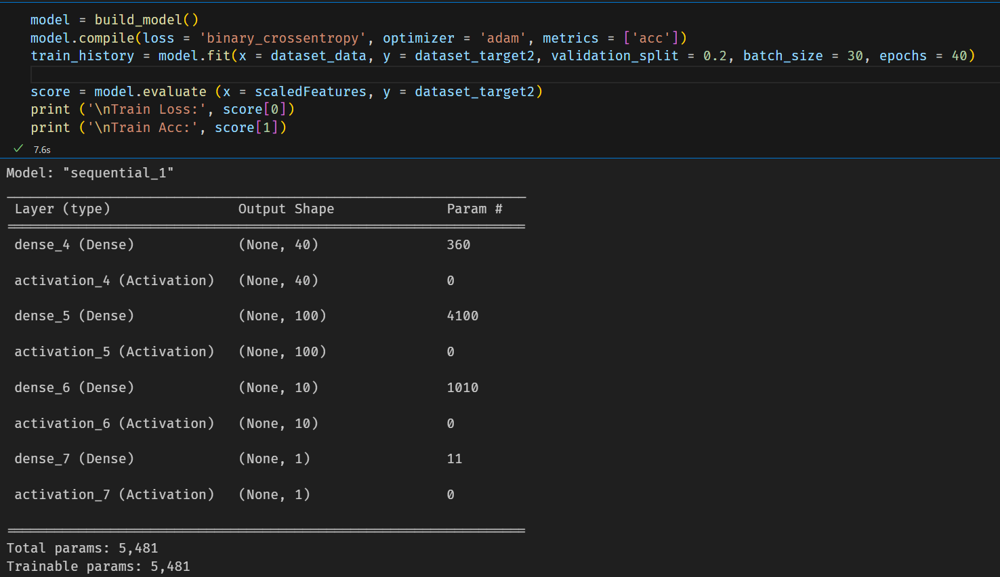 model = build_model()
model.compile(loss = 'binary_crossentropy', optimizer = 'adam', metrics = ['acc'])
train_history = model.fit(x = dataset_data, y = dataset_target2, validation_split = 0.2, batch_size = 30, epochs = 40)
score = model.evaluate (x = scaledFeatures, y = dataset_target2)
print ('\nTrain Loss:', score[0])
print ('\nTrain Acc:', score[1])
✓ 7.6s
Model: "sequential_1"
Layer (type) Output Shape Param #
dense_4 (Dense) (None, 40) 360
activation_4 (Activation) (None, 40) 0
dense_5 (Dense) (None, 100) 4100
activation_5 (Activation) (None, 100) 0
dense_6 (Dense) (None, 10) 1010
activation_6 (Activation) (None, 10) 0
dense_7 (Dense) (None, 1) 11
activation_7 (Activation) (None, 1) 0
Total params: 5,481
Trainable params: 5,481